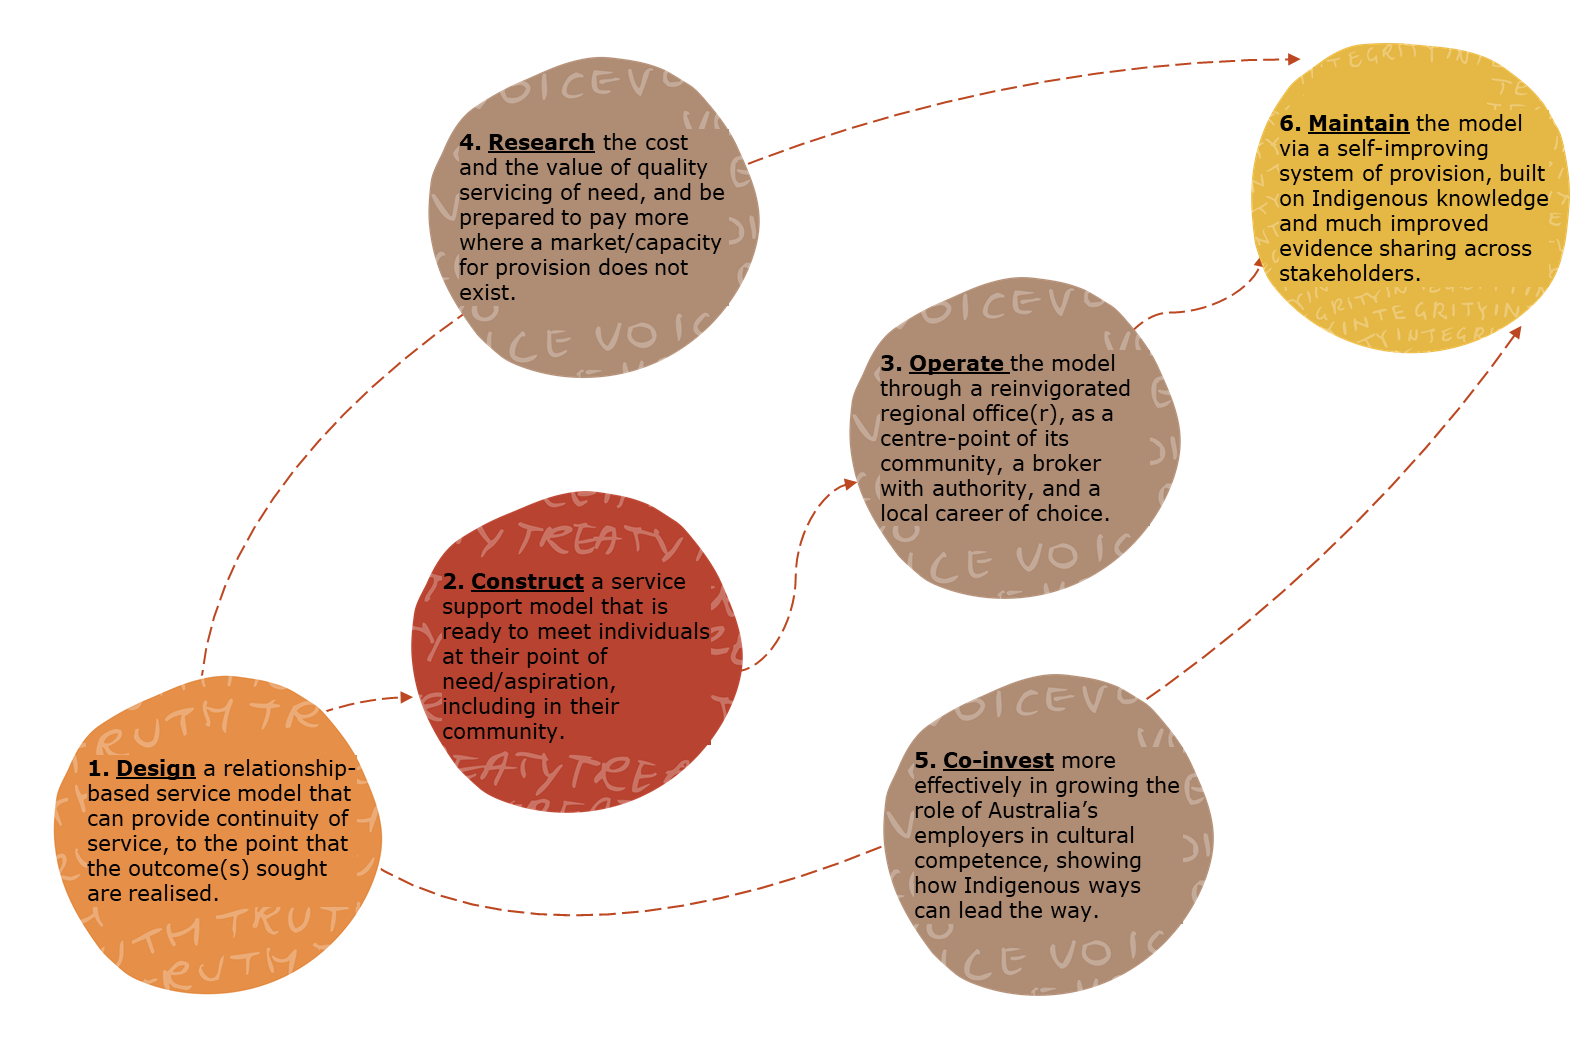 4. Research the cost
and the value of quality
servicing of need, and be
prepared to pay more
where a market/capacity
for provision does not
exist.
6. Maintain the model
via a self-improving
system of provision, built
on Indigenous knowledge
and much improved
evidence sharing across
stakeholders.
3. Operate the model
through a reinvigorated
regional office(r), as a
centre-point of its
community, a broker
with authority, and a
local career of choice.
2. Construct a service
support model that is
ready to meet individuals
at their point of
need/aspiration,
including in their
community.
1. Design a relationship-
based service model that
can provide continuity of
service, to the point that
the outcome(s) sought
are realised.
5. Co-invest more
effectively in growing the
role of Australia’s
employers in cultural
competence, showing
how Indigenous ways
can lead the way.